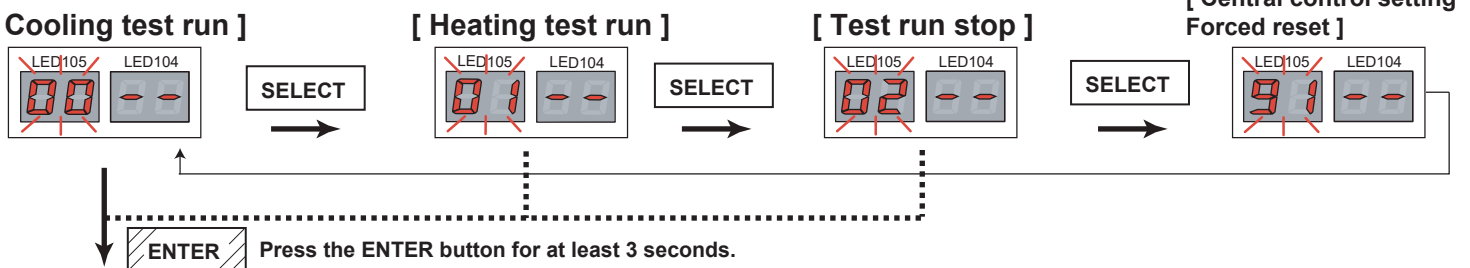 [ Central control setting
Cooling test run ]
[ Heating test run ]
[ Test run stop ]
Forced reset ]
LED105 LED104
LED105 LED104
LED105 LED104
LED105 LED104
00 - -
SELECT
01 - -
SELECT
02 - -
SELECT
91 - -
ENTER
Press the ENTER button for at least 3 seconds.